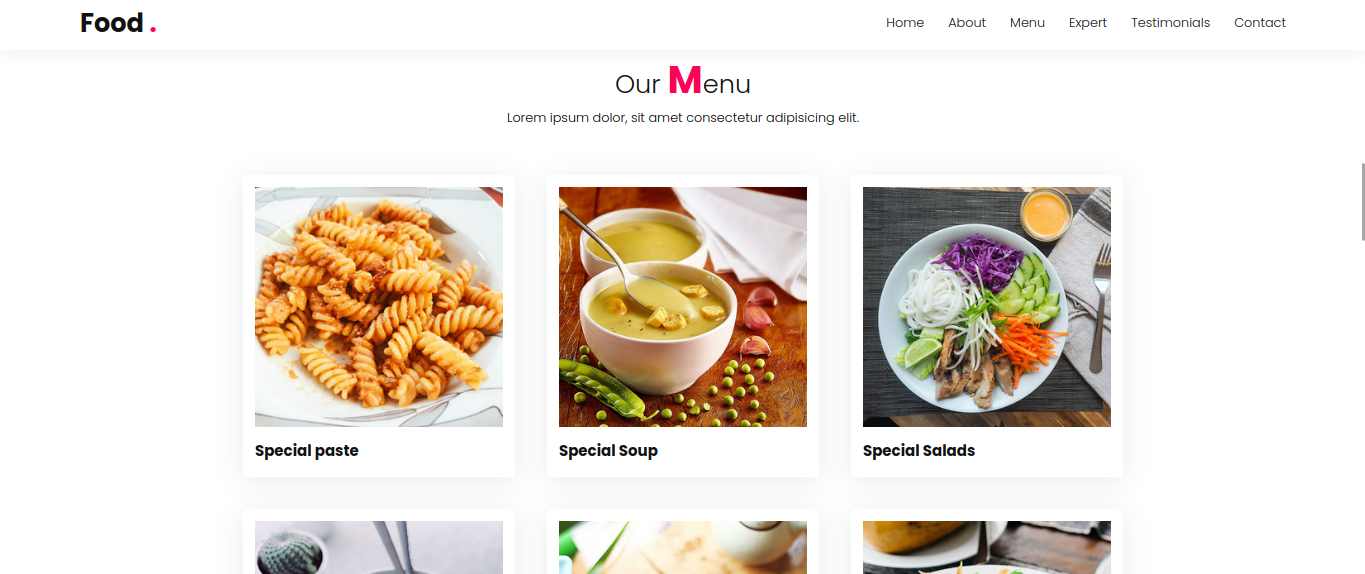 Food .
Home About Menu Expert Testimonials Contact
Our Menu
Lorem ipsum dolor, sit amet consectetur adipisicing elit.
Special paste
Special Soup
Special Salads